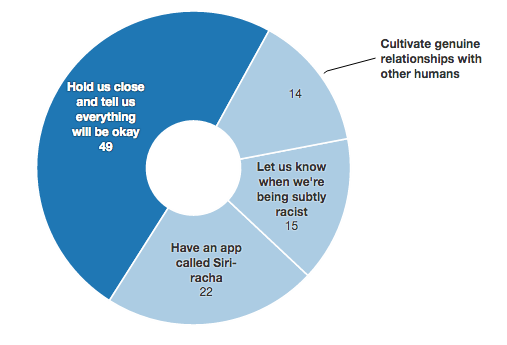 Cultivate genuine
relationships with
other humans
14
Hold us close
and tell us
everything
will be okay
49
Let us know
when we're
being subtly
racist
15
Have an app
called Siri-
racha
22